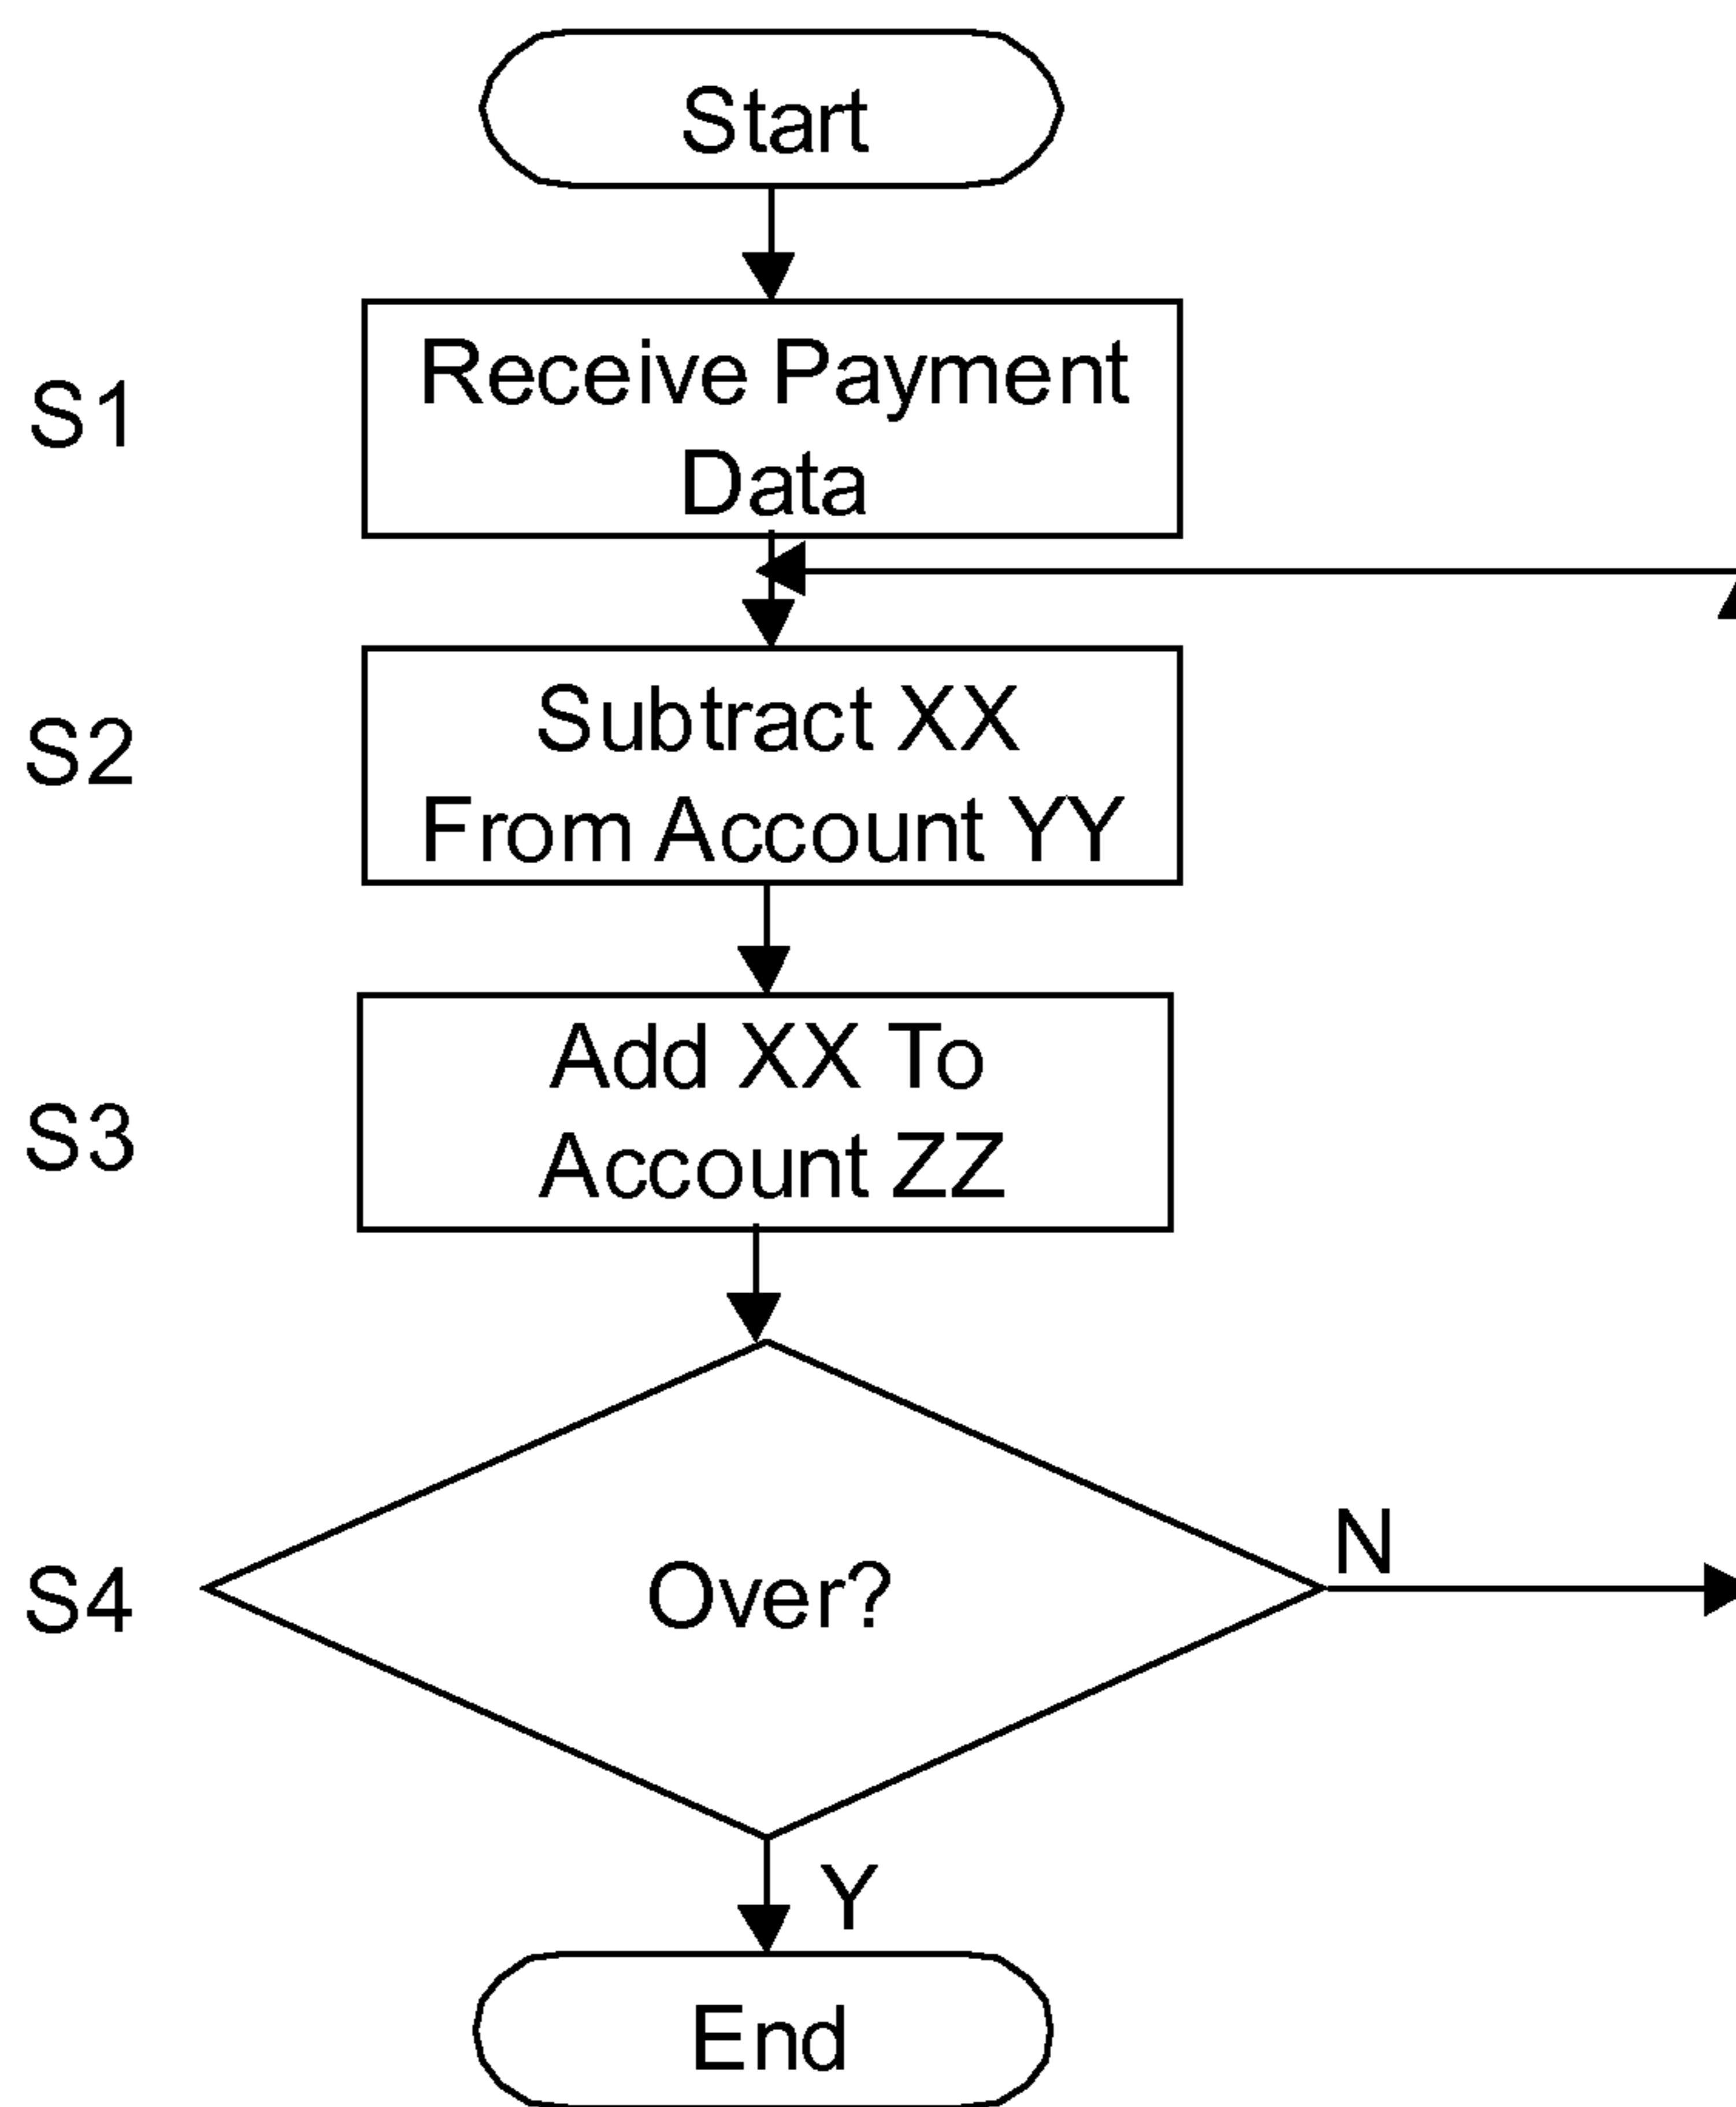 Start
S1
Receive Payment
Data
S2
Subtract XX
From Account YY
S3
Add XX To
Account ZZ
S4
Over?
N
Y
End